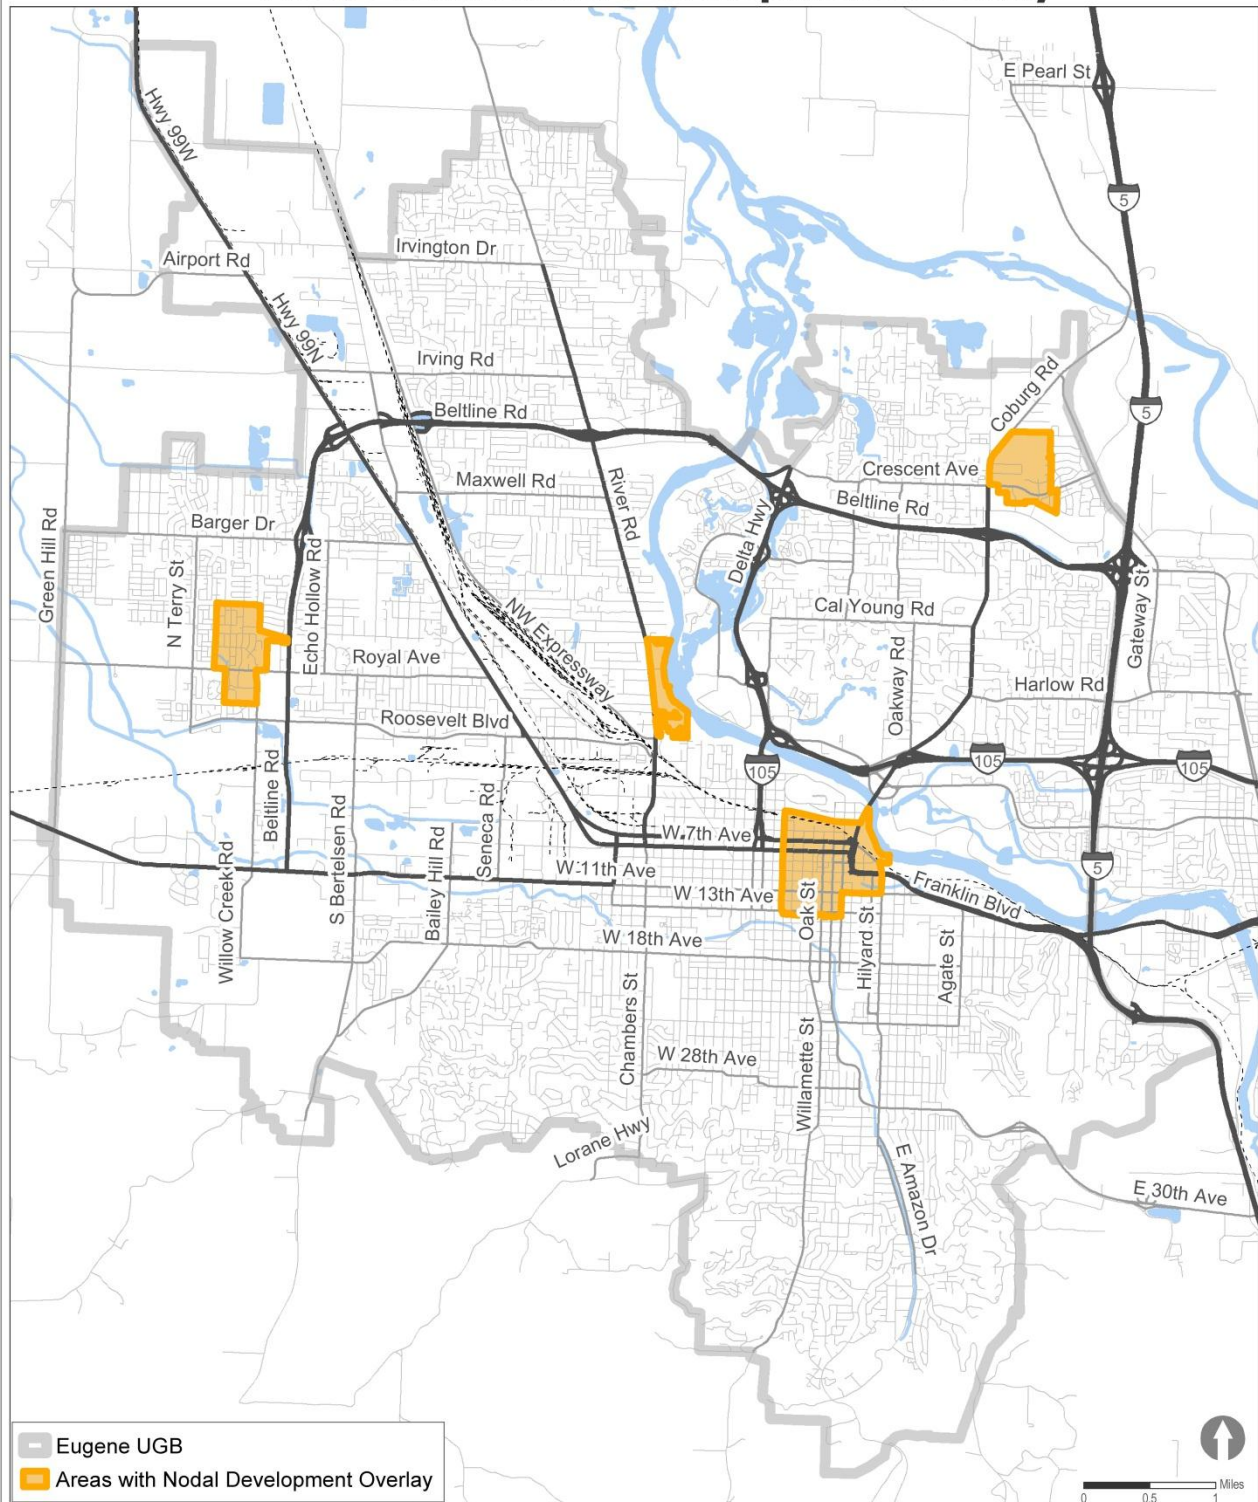 E Pearl St
Hwy 99W
5
Irvington Dr
Airport Rd
Hwy 99N
Irving Rd
Coburg Rd
Beltline Rd
5
Crescent Ave
Maxwell Rd
River Rd
Beltline Rd
Barger Dr
Delta Hwy
Green Hill Rd
N Terry St
Echo Hollow Rd
NW Expressway
Cal Young Rd
Gateway St
Royal Ave
Oakway Rd
Harlow Rd
Roosevelt Blvd
105
105
105
Beltline Rd
Seneca Rd
W 7th Ave
S Bertelsen Rd
W 11th Ave
5
Willow Creek Rd
Bailey Hill Rd
W 13th Ave
Oak St
Franklin Blvd
W 18th Ave
Hilyard St
Agate St
Chambers St
W 28th Ave
Willamette St
Lorane Hwy
E Amazon Dr
E 30th Ave
Eugene UGB
Areas with Nodal Development Overlay
Miles
0 0.5 1